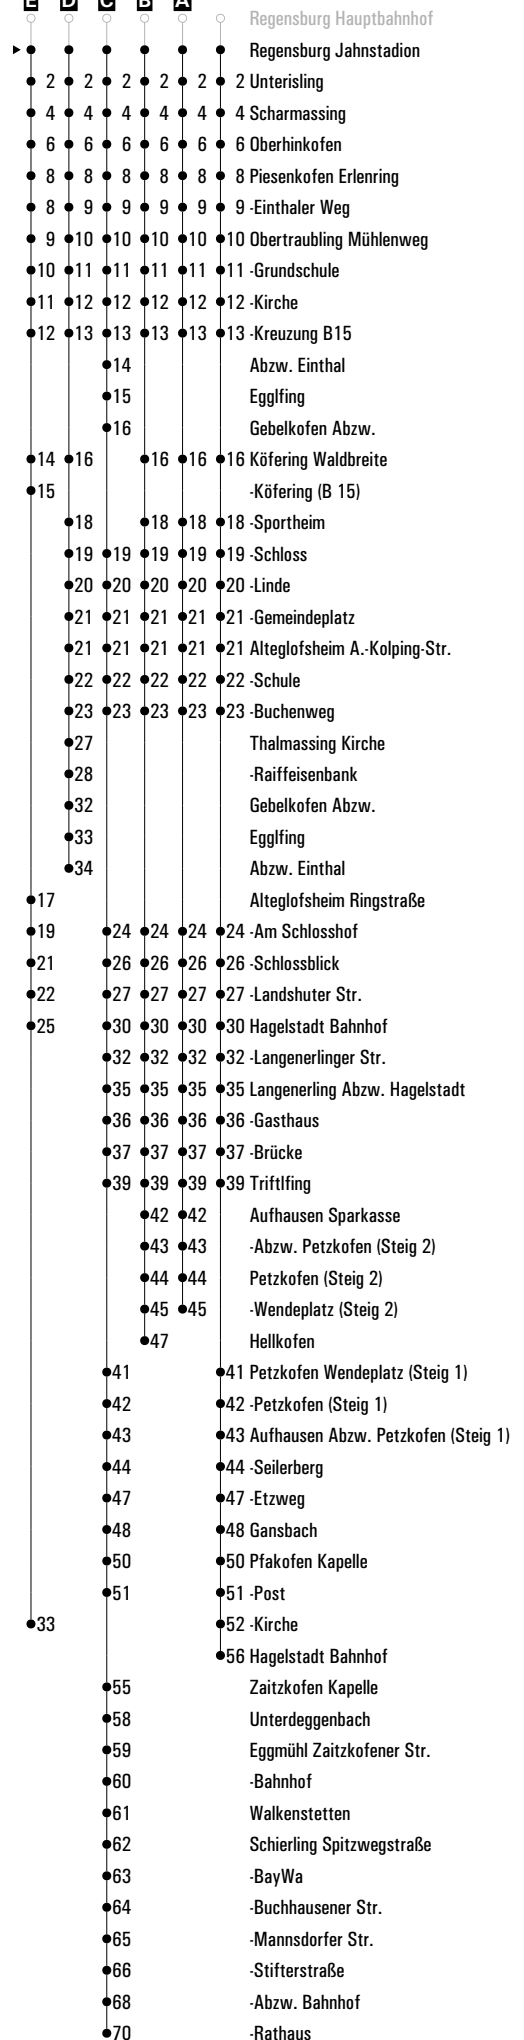 E D C B A
Regensburg Hauptbahnhof
Regensburg Jahnstadion
2 2 2 2 2 2 Unterisling
4 4 4 4 4 4 Scharmassing
6 6 6 6 6 6 Oberhinkofen
8 8 8 8 8 8 Piesenkofen Erlenring
8 9 9 9 9 9 -Einthaler Weg
9 10 10 10 10 10 Obertraubling Mühlenweg
10 11 11 11 11 11 -Grundschule
11 12 12 12 12 12 -Kirche
12 13 13 13 13 13 -Kreuzung B15
14 Abzw. Einthal
15 Egglfing
16 Gebelkofen Abzw.
14 16 16 16 16 Köfering Waldbreite
15 -Köfering (B 15)
18 18 18 18 -Sportheim
19 19 19 19 19 -Schloss
20 20 20 20 20 -Linde
21 21 21 21 21 -Gemeindeplatz
21 21 21 21 21 Alteglofsheim A.-Kolping-Str.
22 22 22 22 22 -Schule
23 23 23 23 23 -Buchenweg
27 Thalmassing Kirche
28 -Raiffeisenbank
32 Gebelkofen Abzw.
33 Egglfing
34 Abzw. Einthal
17 Alteglofsheim Ringstraße
19 24 24 24 24 -Am Schlosshof
21 26 26 26 26 -Schlossblick
22 27 27 27 27 -Landshuter Str.
25 30 30 30 30 Hagelstadt Bahnhof
32 32 32 32 -Langenerlinger Str.
35 35 35 35 Langenerling Abzw. Hagelstadt
36 36 36 36 -Gasthaus
37 37 37 37 -Brücke
39 39 39 39 Triftlfing
42 42 Aufhausen Sparkasse
43 43 -Abzw. Petzkofen (Steig 2)
44 44 Petzkofen (Steig 2)
45 45 -Wendeplatz (Steig 2)
47 Hellkofen
41 41 Petzkofen Wendeplatz (Steig 1)
42 42 -Petzkofen (Steig 1)
43 43 Aufhausen Abzw. Petzkofen (Steig 1)
44 44 -Seilerberg
47 47 -Etzweg
48 48 Gansbach
50 50 Pfakofen Kapelle
51 51 -Post
33 52 -Kirche
56 Hagelstadt Bahnhof
55 Zaitzkofen Kapelle
58 Unterdeggenbach
59 Eggmühl Zaitzkofener Str.
60 -Bahnhof
61 Walkenstetten
62 Schierling Spitzwegstraße
63 -BayWa
64 -Buchhausener Str.
65 -Mannsdorfer Str.
66 -Stifterstraße
68 -Abzw. Bahnhof
70 -Rathaus